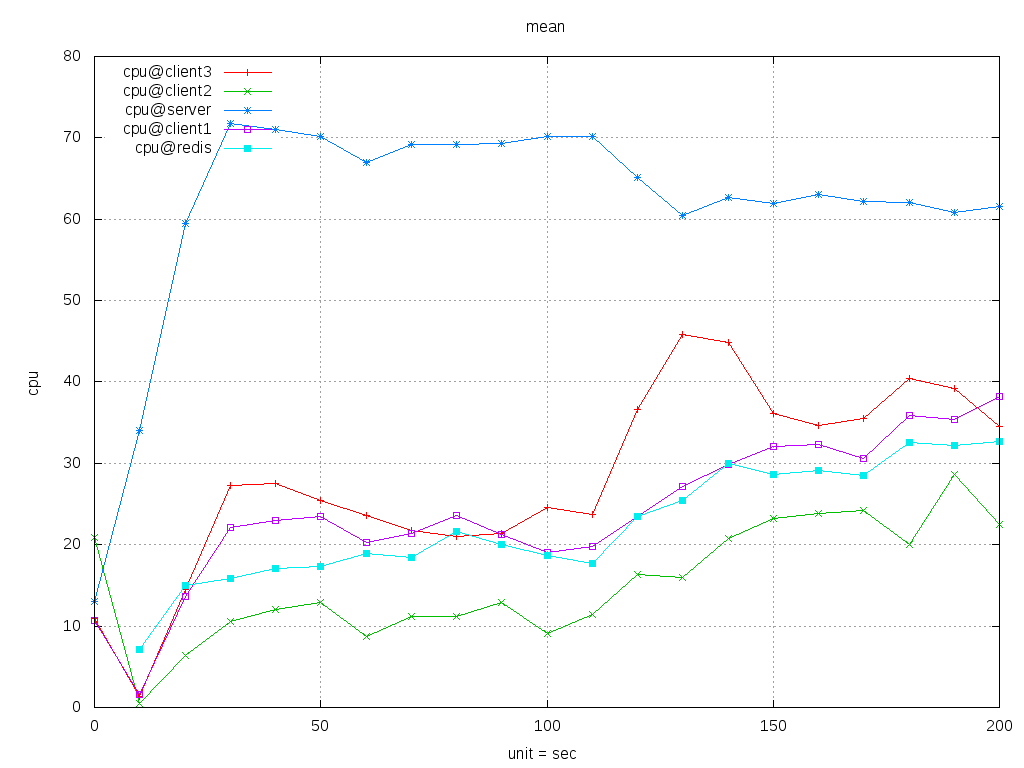 mean
80
70
60
50
40
30
20
10
0
cpu
cpu@client3
cpu@client2
cpu@server
cpu@client1
cpu@redis
0 50 100 150 200
unit = sec